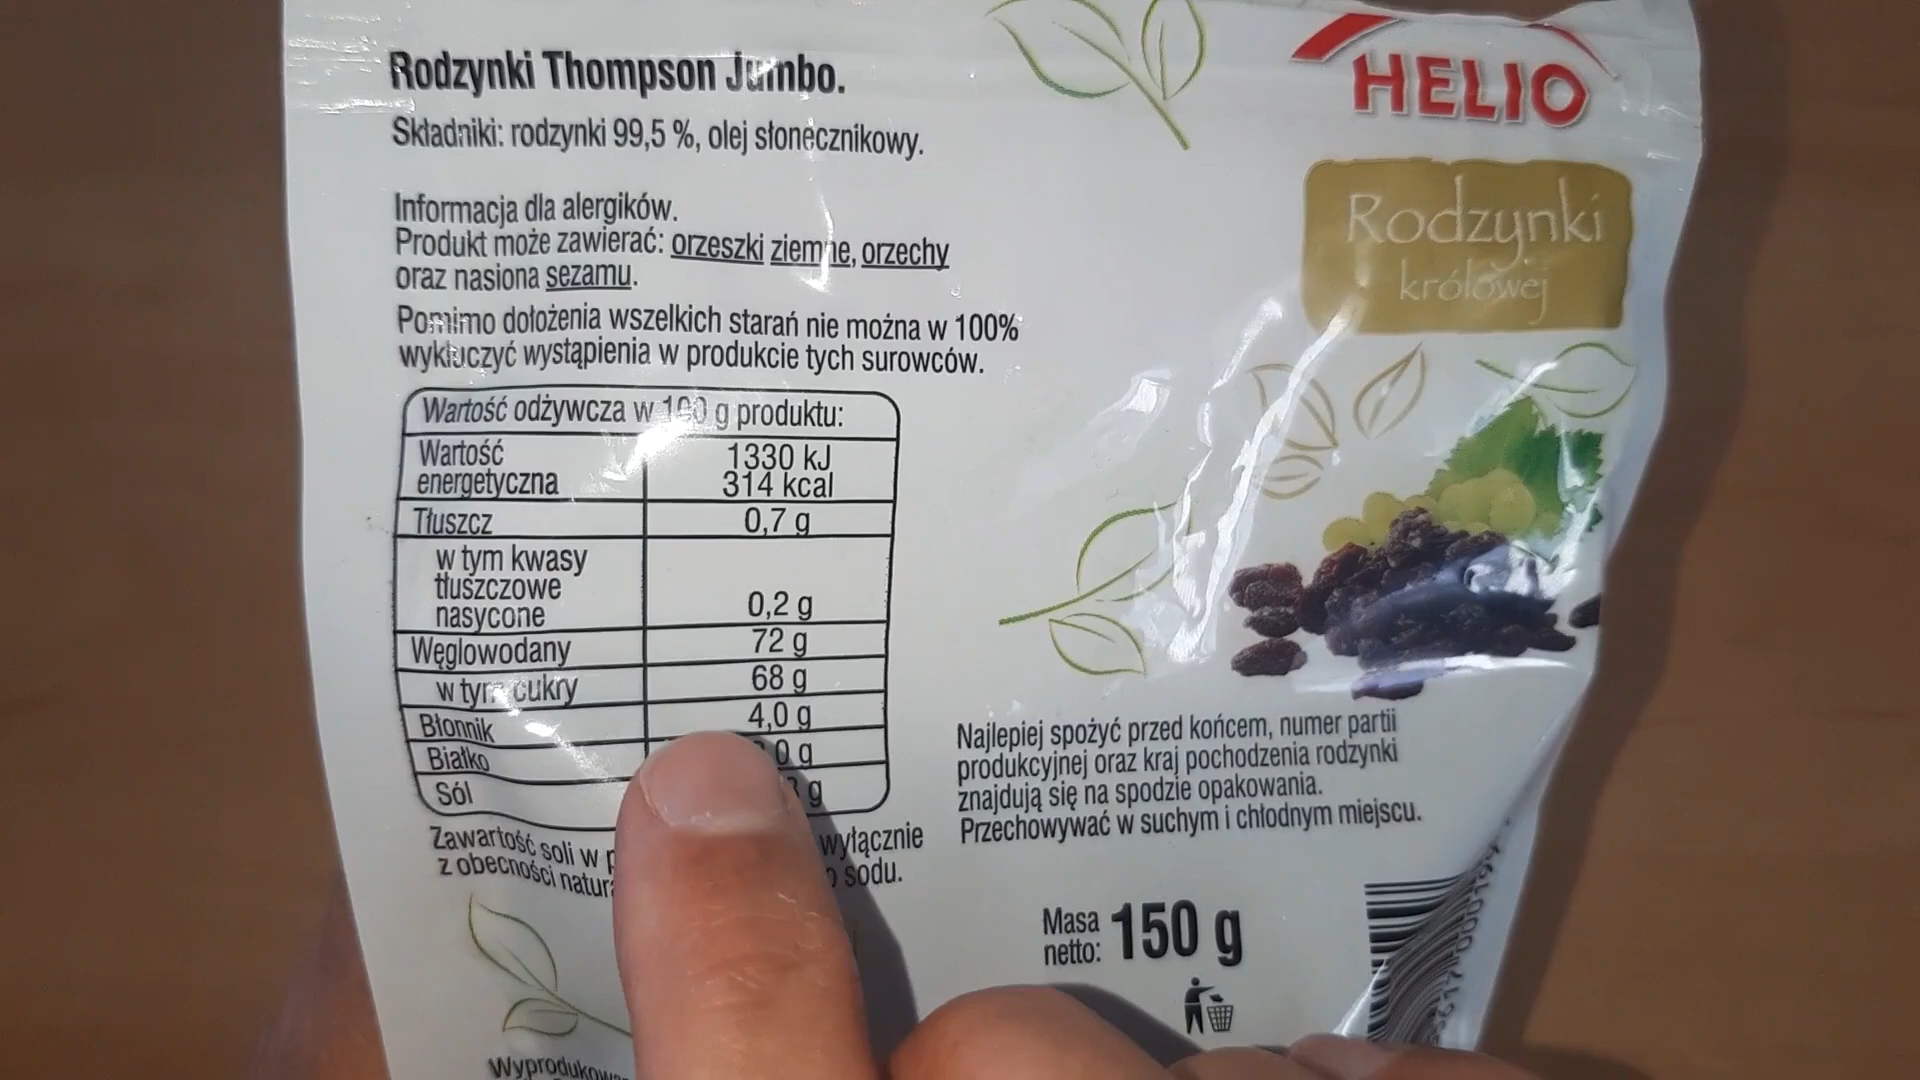 Rodzynki Thompson Jumbo.
Składniki: rodzynki 99,5 %, olej słonecznikowy.
Informacja dla alergików.
Produkt może zawierać: orzeszki ziemne, orzechy
oraz nasiona sezamu.
Pomimo dołożenia wszelkich starań nie można w 100%
wykluczyć wystąpienia w produkcie tych surowców.
Wartość odżywcza w 100 g produktu:
Wartość
energetyczna
1330 kJ
314 kcal
Tłuszcz 0,7 g
w tym kwasy
tłuszczowe
nasycone 0,2 g
Węglowodany 72 g
w tym cukry 68 g
Błonnik 4,0 g
Białko
Sól
Zawartość soli w wyłącznie
z obecności sodu.
HELIO
Rodzynki
królowej
Najlepiej spożyć przed końcem, numer partii
produkcyjnej oraz kraj pochodzenia rodzynki
znajdują się na spodzie opakowania.
Przechowywać w suchym i chłodnym miejscu.
Masa
netto: 150 g